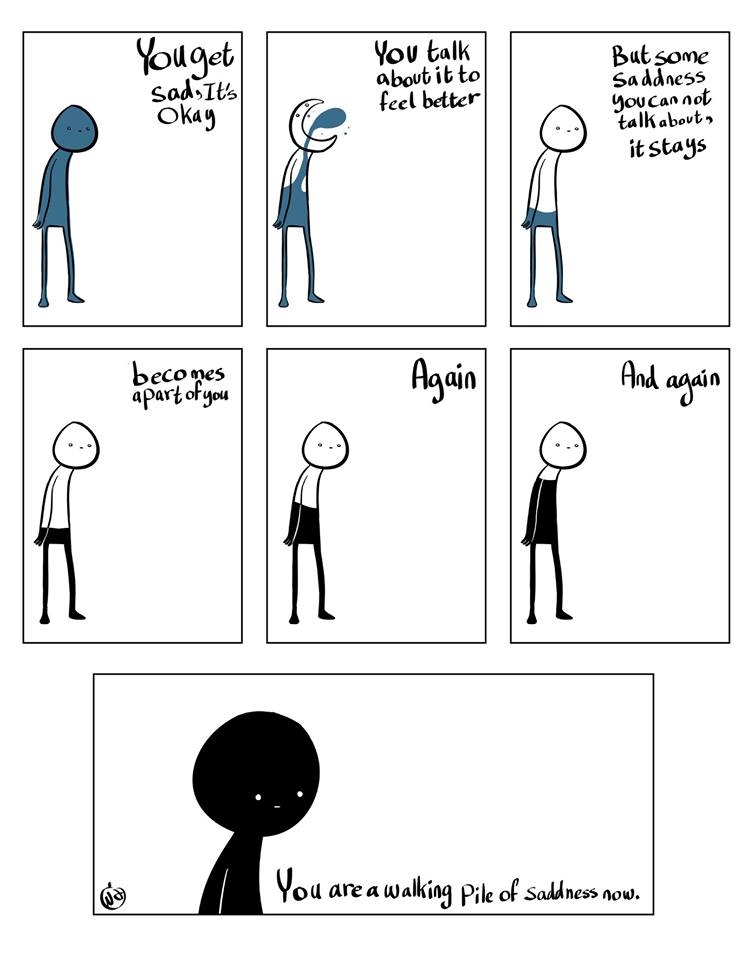 You get
sad, It's
Okay
You talk
about it to
feel better
But some
saddness
you can not
talk about,
it stays
becomes
a part of you
Again
And again
You are a walking Pile of saddness now.